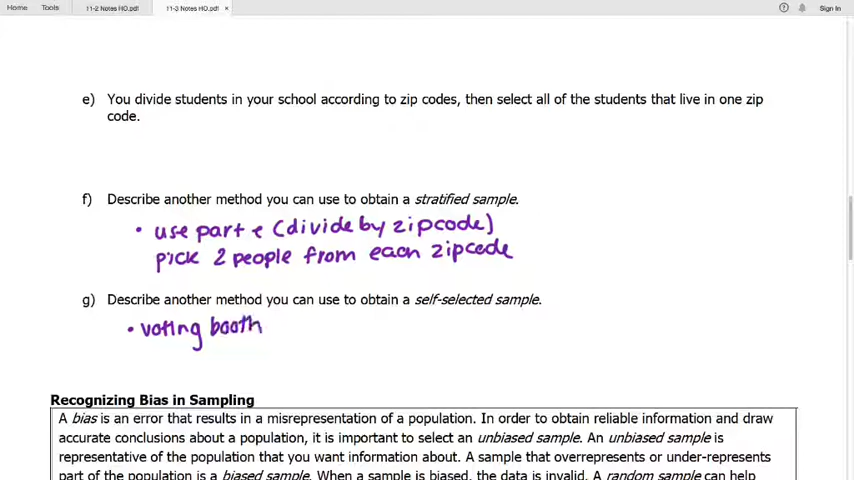 Home Tools 11-2 Notes HO.pdf 11-3 Notes HO.pdf × Sign In
e) You divide students in your school according to zip codes, then select all of the students that live in one zip
code.
f) Describe another method you can use to obtain a stratified sample.
• use part e (divide by zipcode)
pick 2 people from each zipcode
g) Describe another method you can use to obtain a self-selected sample.
• voting booth
Recognizing Bias in Sampling
A bias is an error that results in a misrepresentation of a population. In order to obtain reliable information and draw
accurate conclusions about a population, it is important to select an unbiased sample. An unbiased sample is
representative of the population that you want information about. A sample that overrepresents or under-represents
part of the population is a biased sample. When a sample is biased, the data is invalid. A random sample can help